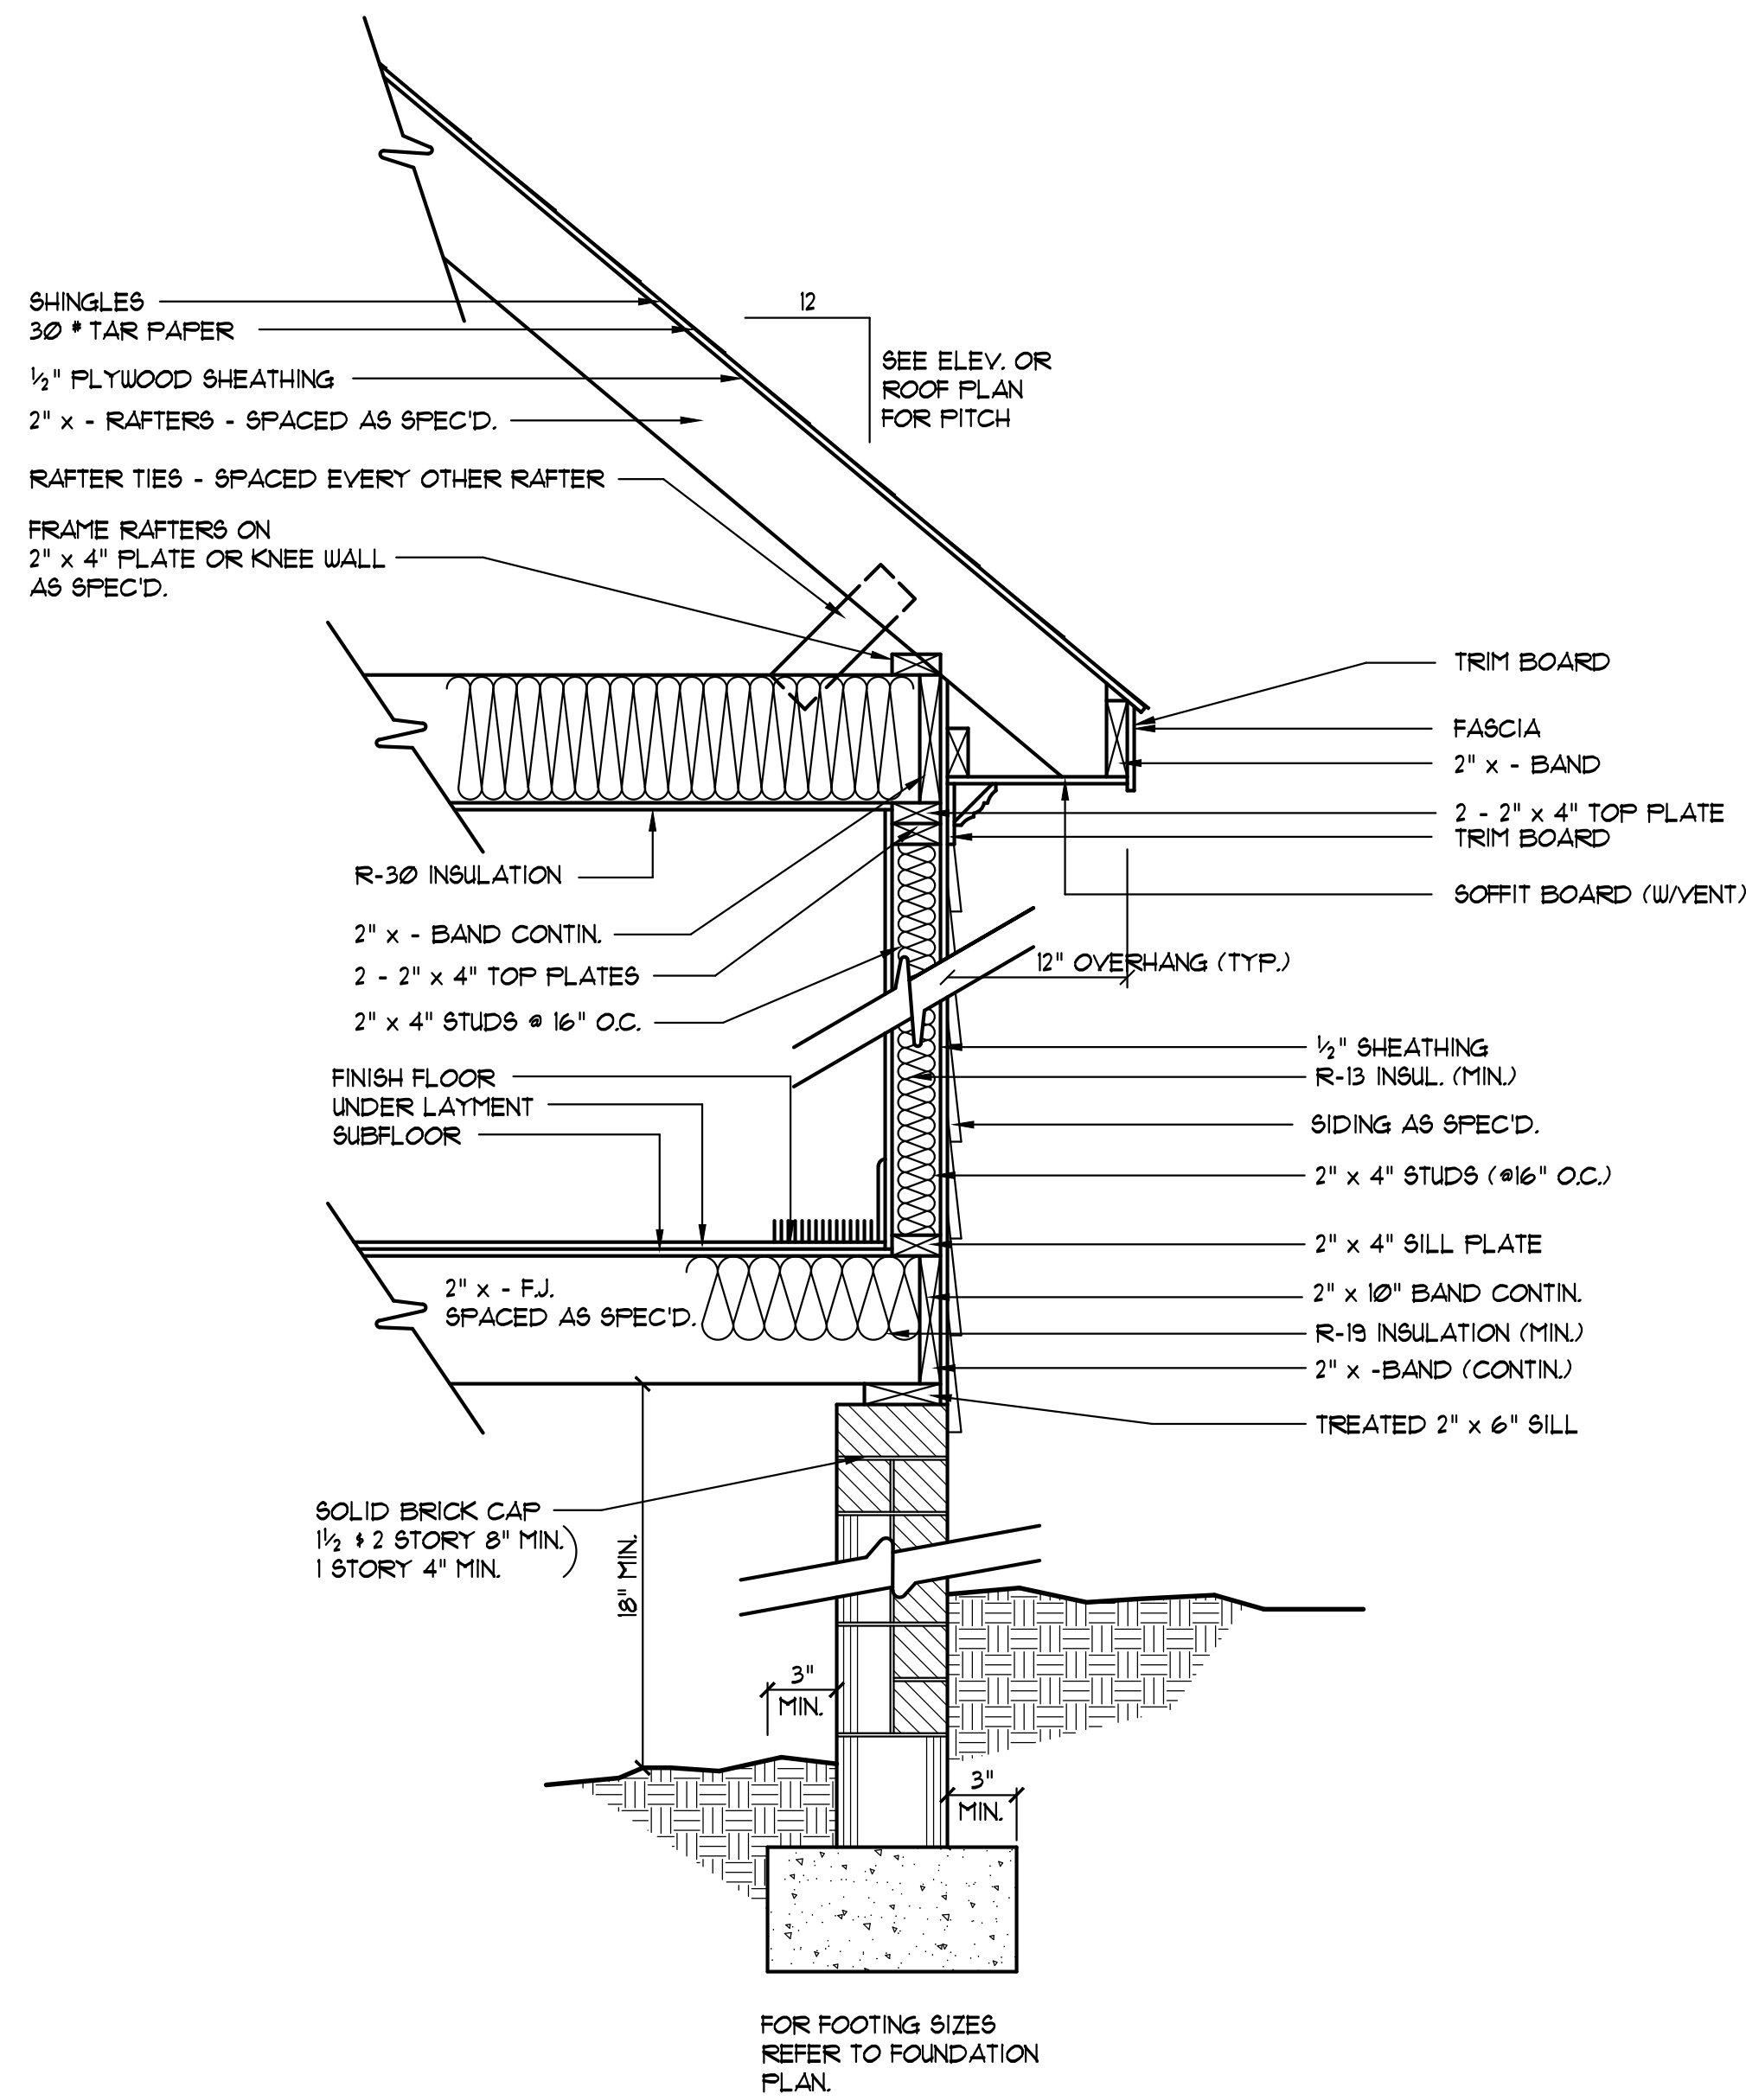 SHINGLES
30 # TAR PAPER
½" PLYWOOD SHEATHING
2" x - RAFTERS - SPACED AS SPEC'D.
RAFTER TIES - SPACED EVERY OTHER RAFTER
FRAME RAFTERS ON
2" x 4" PLATE OR KNEE WALL
AS SPEC'D.
12
SEE ELEV. OR
ROOF PLAN
FOR PITCH
TRIM BOARD
FASCIA
2" x - BAND
2 - 2" x 4" TOP PLATE
TRIM BOARD
SOFFIT BOARD (W/VENT)
R-30 INSULATION
2" x - BAND CONTIN.
2 - 2" x 4" TOP PLATES
2" x 4" STUDS @ 16" O.C.
12" OVERHANG (TYP.)
FINISH FLOOR
UNDER LAYMENT
SUBFLOOR
½" SHEATHING
R-13 INSUL. (MIN.)
SIDING AS SPEC'D.
2" x 4" STUDS (@16" O.C.)
2" x 4" SILL PLATE
2" x 10" BAND CONTIN.
R-19 INSULATION (MIN.)
2" x -BAND (CONTIN.)
TREATED 2" x 6" SILL
2" x - F.J.
SPACED AS SPEC'D.
SOLID BRICK CAP
1½ & 2 STORY 8" MIN.)
1 STORY 4" MIN.
18" MIN.
3"
MIN.
3"
MIN.
FOR FOOTING SIZES
REFER TO FOUNDATION
PLAN.